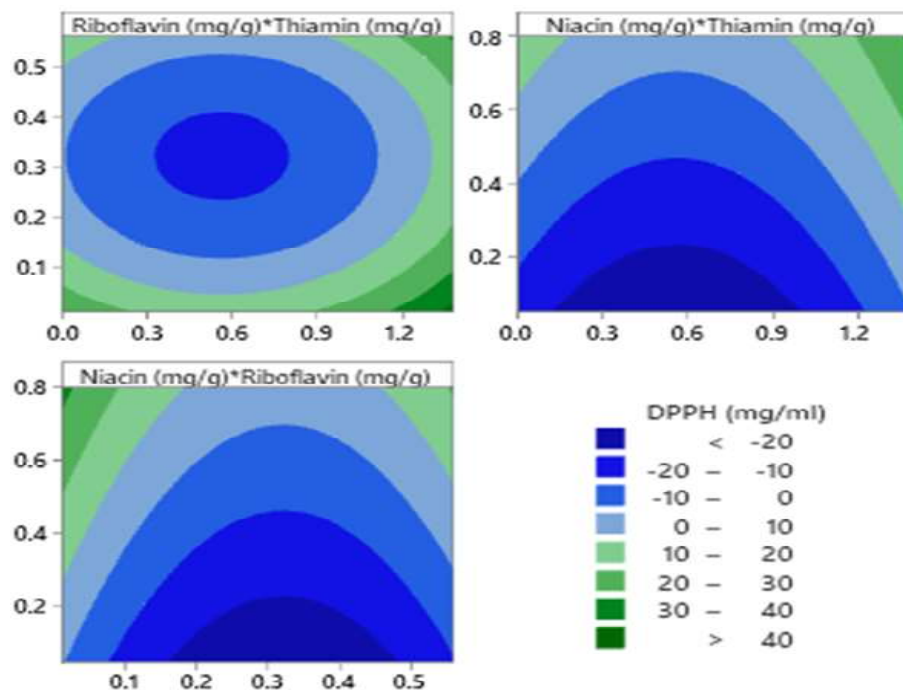 Riboflavin (mg/g)*Thiamin (mg/g)
0.5
0.4
0.3
0.2
0.1
0.0 0.3 0.6 0.9 1.2
Niacin (mg/g)*Thiamin (mg/g)
0.8
0.6
0.4
0.2
0.0 0.3 0.6 0.9 1.2
Niacin (mg/g)*Riboflavin (mg/g)
0.8
0.6
0.4
0.2
0.1 0.2 0.3 0.4 0.5
DPPH (mg/ml)
< -20
-20 – -10
-10 – 0
0 – 10
10 – 20
20 – 30
30 – 40
> 40